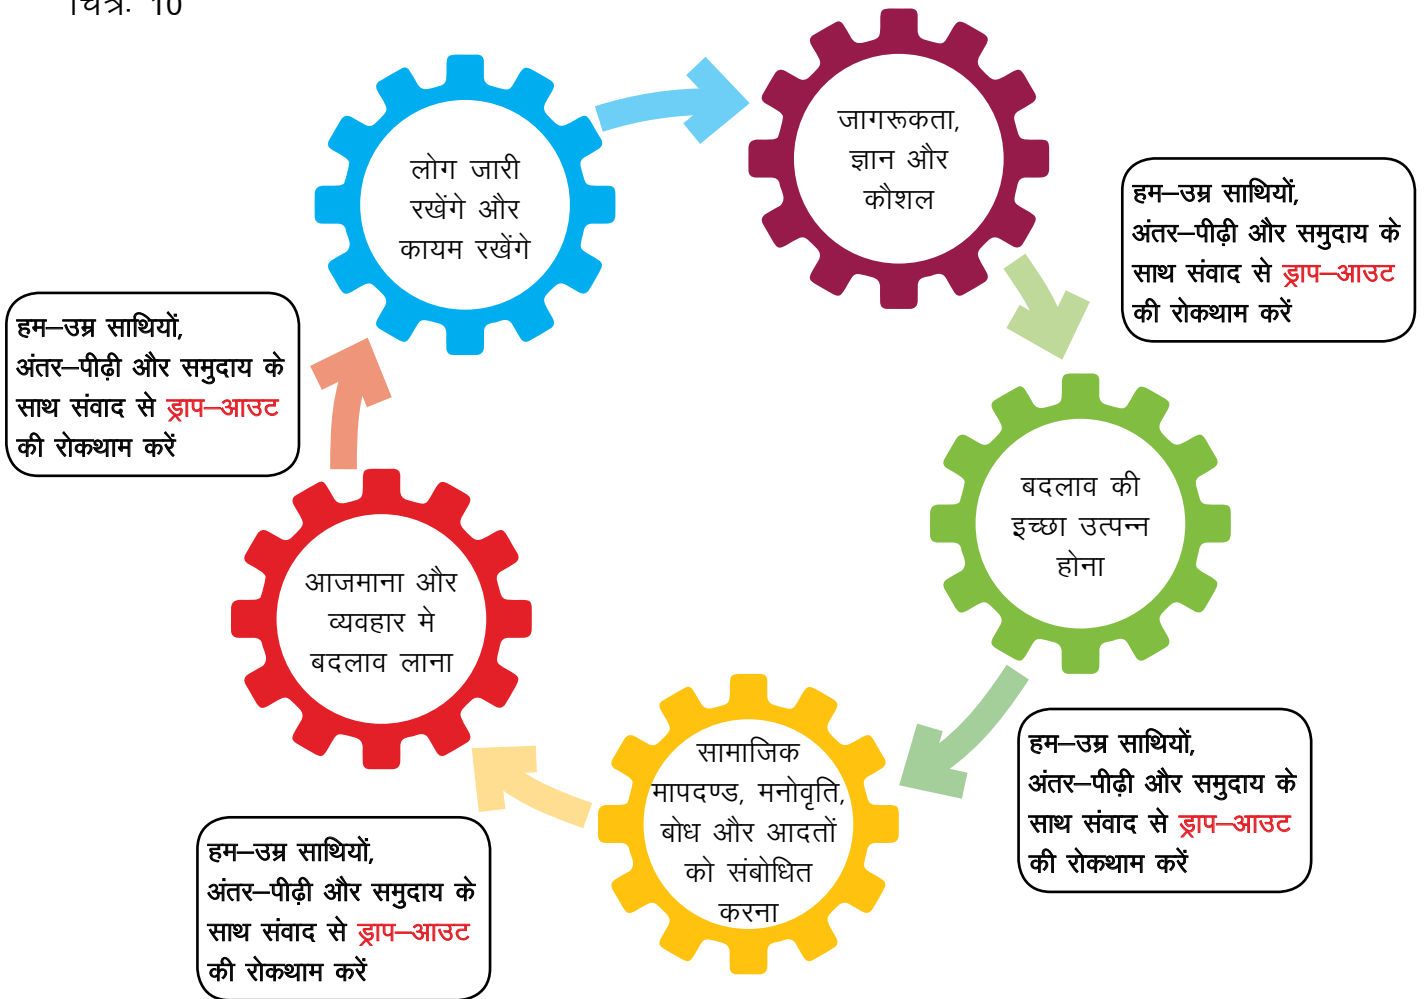 चित्र: 10
लोग जारी
रखेंगे और
कायम रखेंगे
जागरूकता,
ज्ञान और
कौशल
हम–उम्र साथियों,
अंतर–पीढ़ी और समुदाय के
साथ संवाद से ड्राप–आउट
की रोकथाम करें
बदलाव की
इच्छा उत्पन्न
होना
हम–उम्र साथियों,
अंतर–पीढ़ी और समुदाय के
साथ संवाद से ड्राप–आउट
की रोकथाम करें
सामाजिक
मापदण्ड, मनोवृति,
बोध और आदतों
को संबोधित
करना
हम–उम्र साथियों,
अंतर–पीढ़ी और समुदाय के
साथ संवाद से ड्राप–आउट
की रोकथाम करें
आजमाना और
व्यवहार मे
बदलाव लाना
हम–उम्र साथियों,
अंतर–पीढ़ी और समुदाय के
साथ संवाद से ड्राप–आउट
की रोकथाम करें